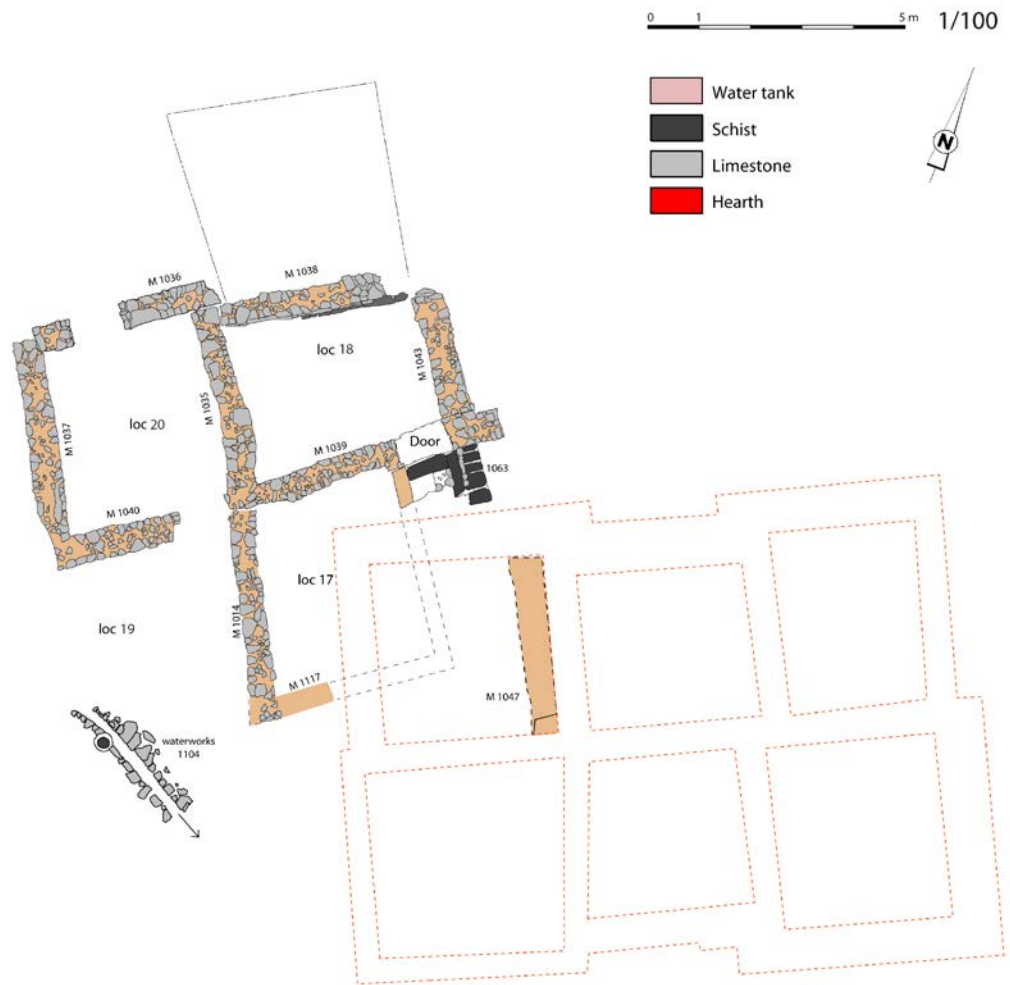 0 1 5 m 1/100
Water tank
Schist
N
Limestone
Hearth
M 1036
M 1038
loc 18
M 1043
M 1035
loc 20
M 1037
Door
M 1039
1063
M 1040
loc 17
M 1014
loc 19
M 1117
M 1047
waterworks
1104